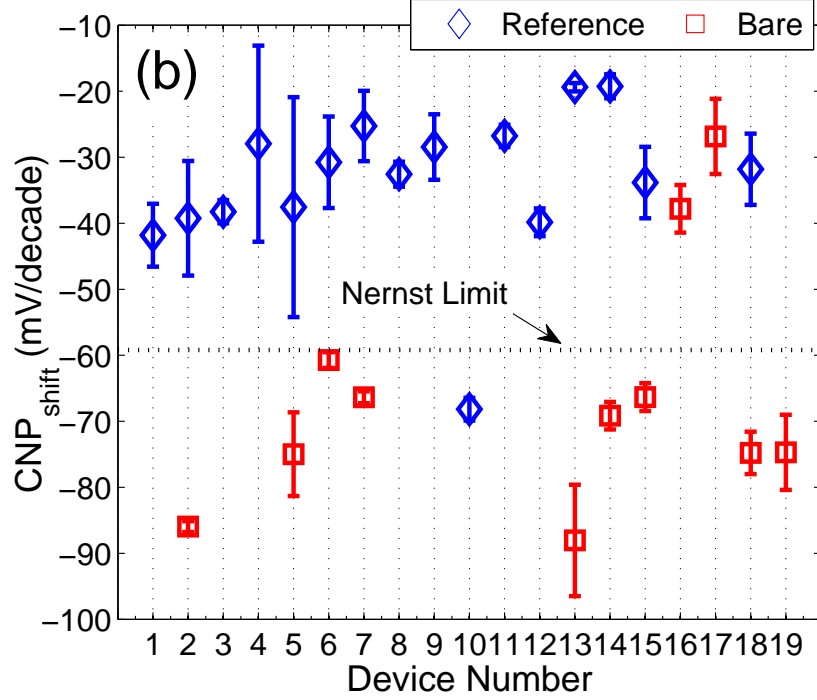 Reference Bare
(b)
−10
−20
−30
−40
−50
−60
−70
−80
−90
−100
CNP_shift (mV/decade)
Nernst Limit
1 2 3 4 5 6 7 8 9 10 11 12 13 14 15 16 17 18 19
Device Number